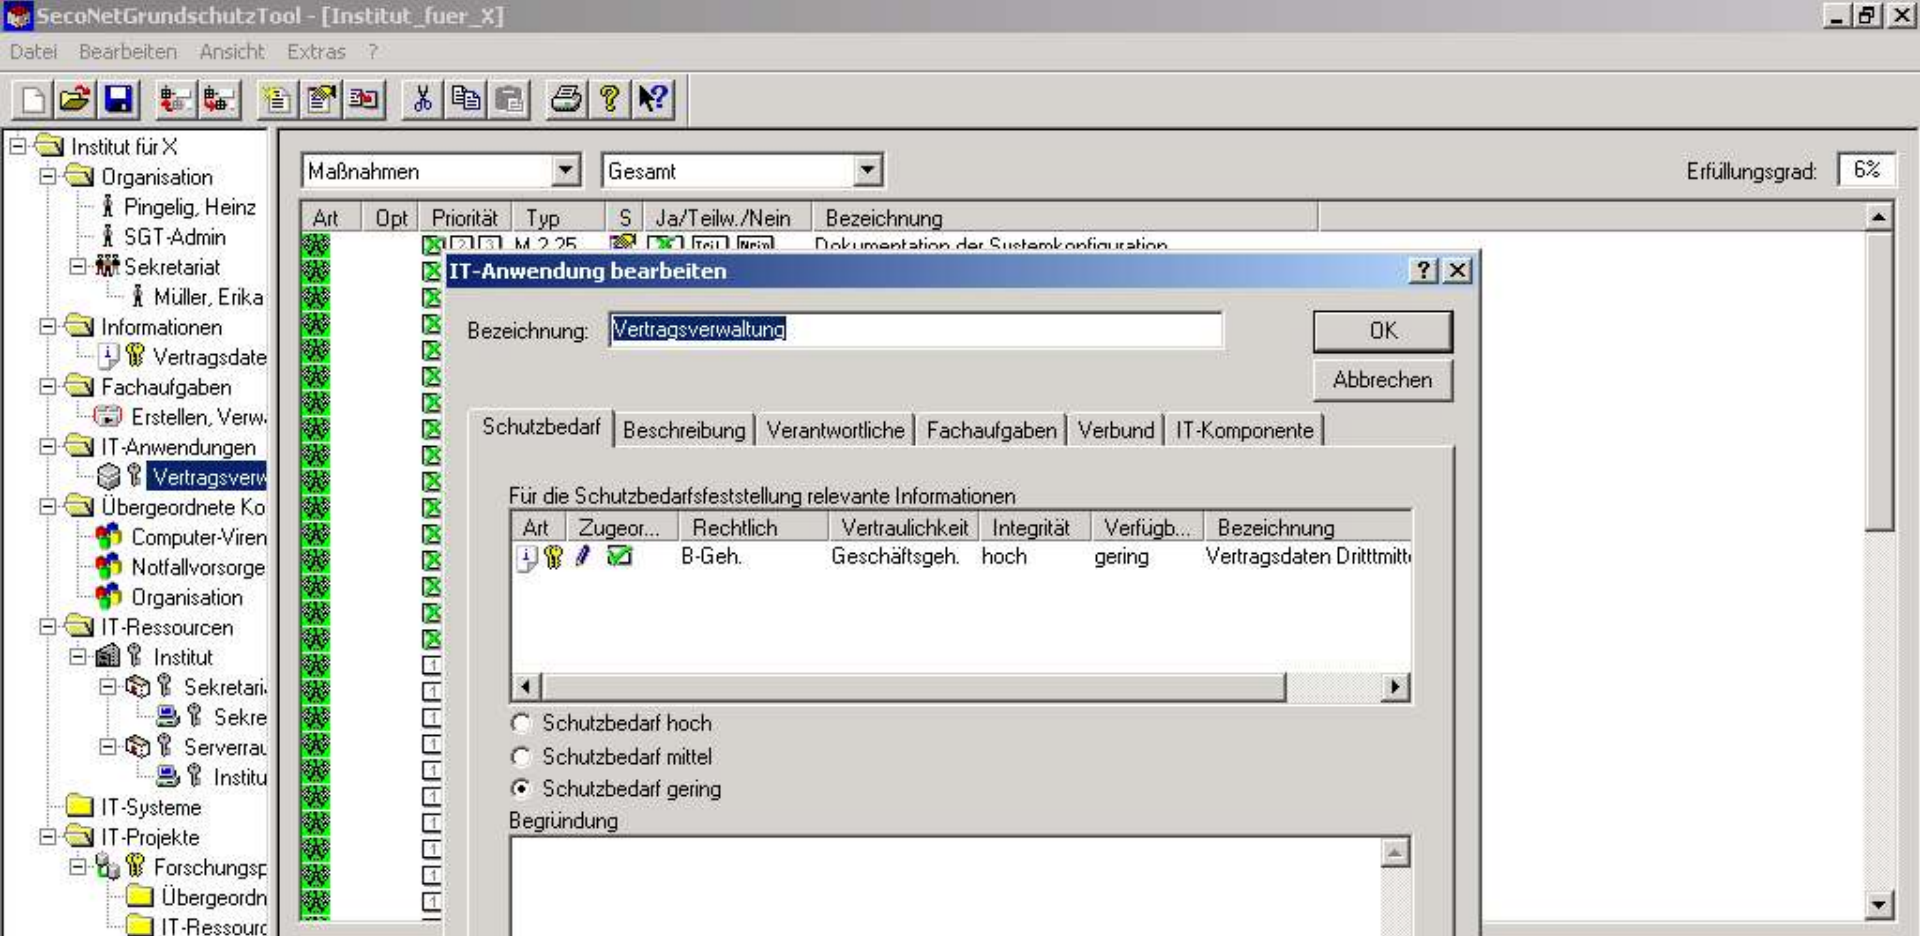 SecoNetGrundschutzTool - [Institut_fuer_X]
Datei Bearbeiten Ansicht Extras ?
Institut für X
Organisation
Pingelig, Heinz
SGT-Admin
Sekretariat
Müller, Erika
Informationen
Vertragsdate
Fachaufgaben
Erstellen, Verw
IT-Anwendungen
Vertragsverw
Übergeordnete Ko
Computer-Viren
Notfallvorsorge
Organisation
IT-Ressourcen
Institut
Sekretari
Sekre
Serverrau
Institu
IT-Systeme
IT-Projekte
Forschungsp
Übergeordn
IT-Ressourc
Maßnahmen Gesamt Erfüllungsgrad: 6%
Art Opt Priorität Typ S Ja/Teilw./Nein Bezeichnung
2 3 M 2.25 Teil Nein Dokumentation der Systemkonfiguration
IT-Anwendung bearbeiten
Bezeichnung: Vertragsverwaltung OK
Abbrechen
Schutzbedarf Beschreibung Verantwortliche Fachaufgaben Verbund IT-Komponente
Für die Schutzbedarfsfeststellung relevante Informationen
Art Zugeor... Rechtlich Vertraulichkeit Integrität Verfügb... Bezeichnung
B-Geh. Geschäftsgeh. hoch gering Vertragsdaten Dritttmitt
Schutzbedarf hoch
Schutzbedarf mittel
Schutzbedarf gering
Begründung